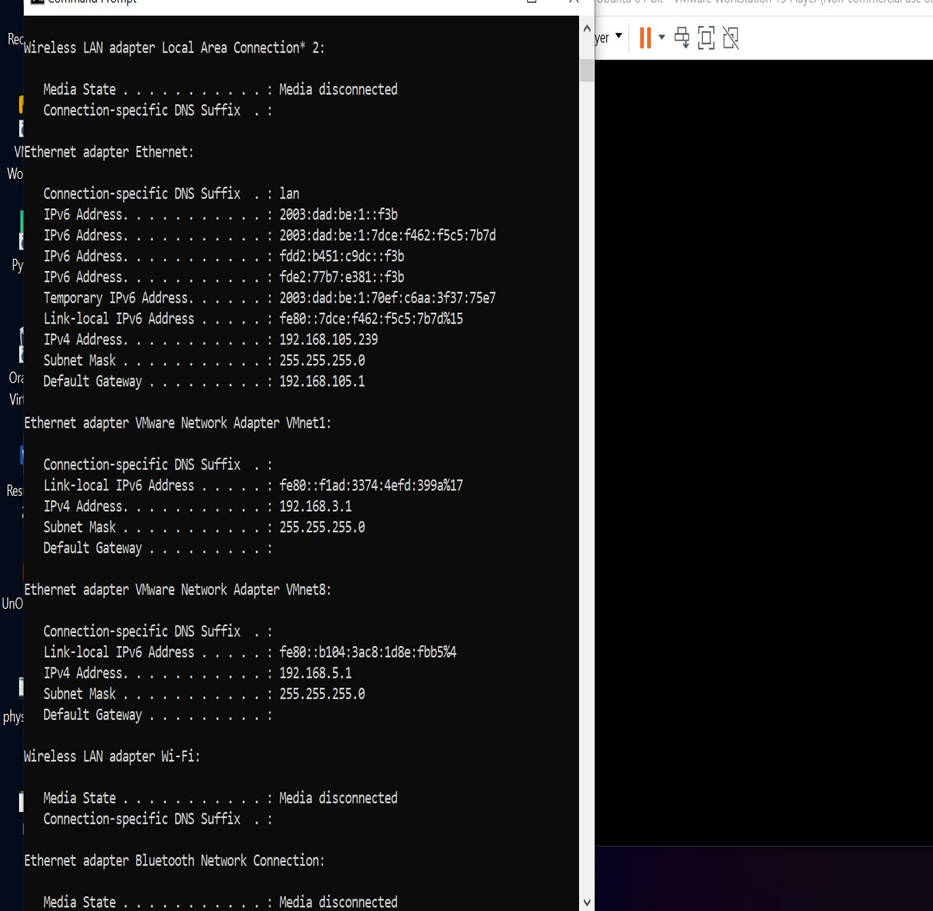 Command Prompt
Ubuntu 64-bit - VMware Workstation 15 Player (Non-commercial use
yer
Wireless LAN adapter Local Area Connection* 2:
Media State . . . . . . . . . . . : Media disconnected
Connection-specific DNS Suffix  . :
Ethernet adapter Ethernet:
Connection-specific DNS Suffix  . : lan
IPv6 Address. . . . . . . . . . . : 2003:dad:be:1::f3b
IPv6 Address. . . . . . . . . . . : 2003:dad:be:1:7dce:f462:f5c5:7b7d
IPv6 Address. . . . . . . . . . . : fdd2:b451:c9dc::f3b
IPv6 Address. . . . . . . . . . . : fde2:77b7:e381::f3b
Temporary IPv6 Address. . . . . . : 2003:dad:be:1:70ef:c6aa:3f37:75e7
Link-local IPv6 Address . . . . . : fe80::7dce:f462:f5c5:7b7d%15
IPv4 Address. . . . . . . . . . . : 192.168.105.239
Subnet Mask . . . . . . . . . . . : 255.255.255.0
Default Gateway . . . . . . . . . : 192.168.105.1
Ethernet adapter VMware Network Adapter VMnet1:
Connection-specific DNS Suffix  . :
Link-local IPv6 Address . . . . . : fe80::f1ad:3374:4efd:399a%17
IPv4 Address. . . . . . . . . . . : 192.168.3.1
Subnet Mask . . . . . . . . . . . : 255.255.255.0
Default Gateway . . . . . . . . . :
Ethernet adapter VMware Network Adapter VMnet8:
Connection-specific DNS Suffix  . :
Link-local IPv6 Address . . . . . : fe80::b104:3ac8:1d8e:fbb5%4
IPv4 Address. . . . . . . . . . . : 192.168.5.1
Subnet Mask . . . . . . . . . . . : 255.255.255.0
Default Gateway . . . . . . . . . :
Wireless LAN adapter Wi-Fi:
Media State . . . . . . . . . . . : Media disconnected
Connection-specific DNS Suffix  . :
Ethernet adapter Bluetooth Network Connection:
Media State . . . . . . . . . . . : Media disconnected
Rec
Wo
Py
Ora
Virt
Res
UnO
phys